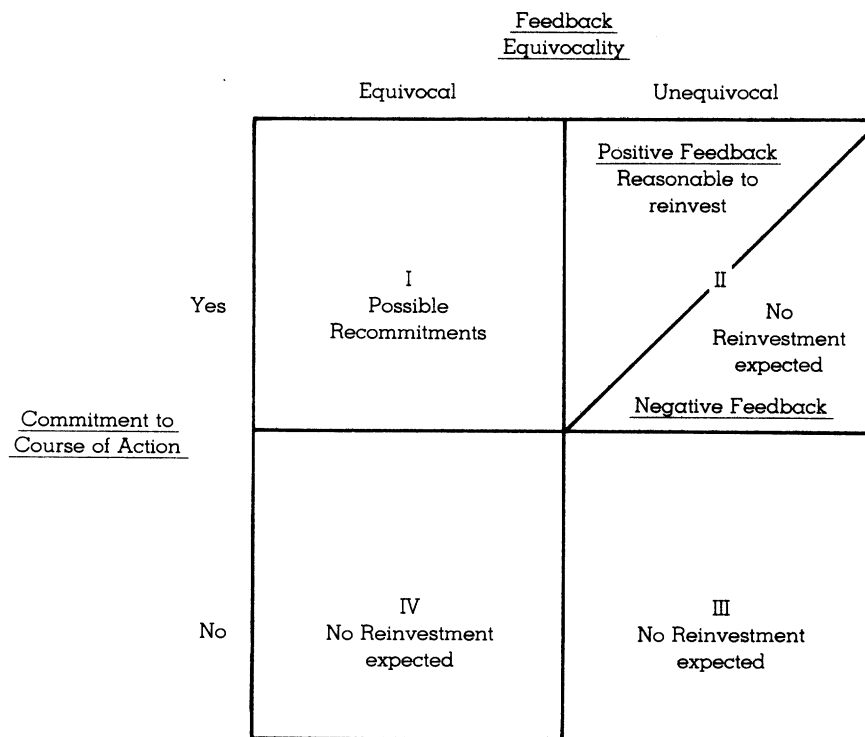 Feedback
Equivocality
Equivocal
Unequivocal
Positive Feedback
Reasonable to
reinvest
I
Possible
Recommitments
II
No
Reinvestment
expected
Negative Feedback
Yes
Commitment to
Course of Action
No
IV
No Reinvestment
expected
III
No Reinvestment
expected